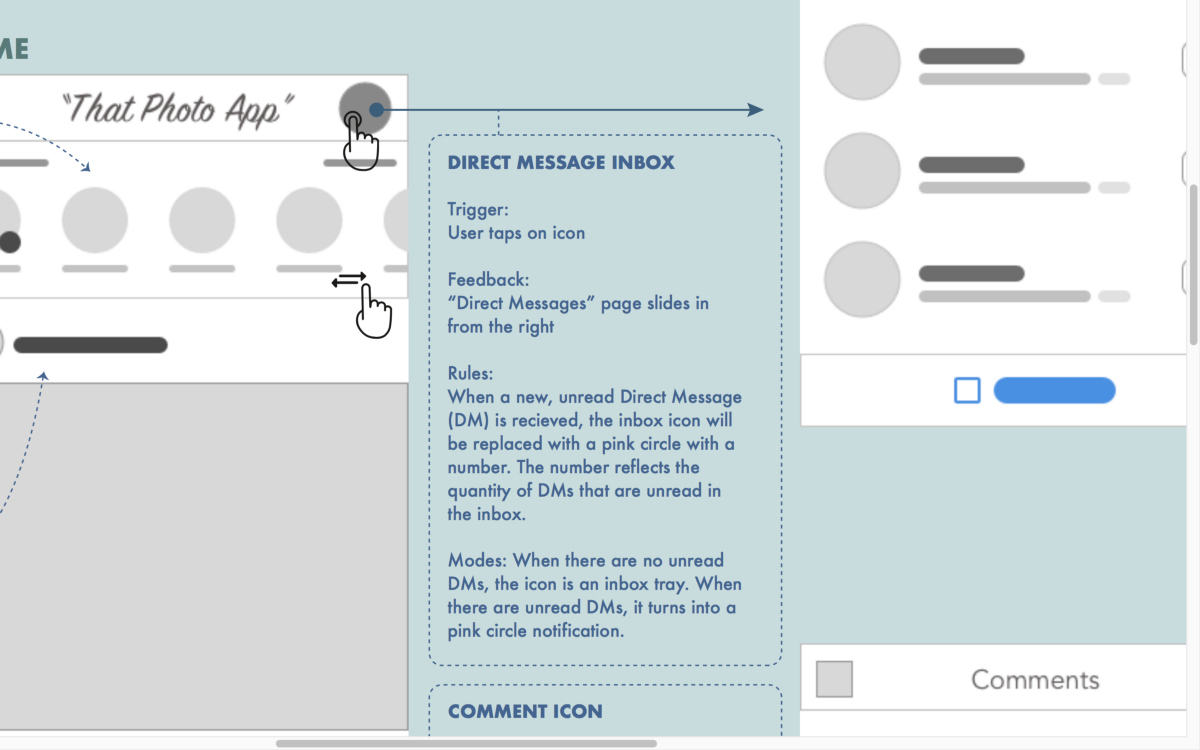 ME
“That Photo App”
DIRECT MESSAGE INBOX
Trigger:
User taps on icon
Feedback:
“Direct Messages” page slides in
from the right
Rules:
When a new, unread Direct Message
(DM) is recieved, the inbox icon will
be replaced with a pink circle with a
number. The number reflects the
quantity of DMs that are unread in
the inbox.
Modes: When there are no unread
DMs, the icon is an inbox tray. When
there are unread DMs, it turns into a
pink circle notification.
COMMENT ICON
Comments